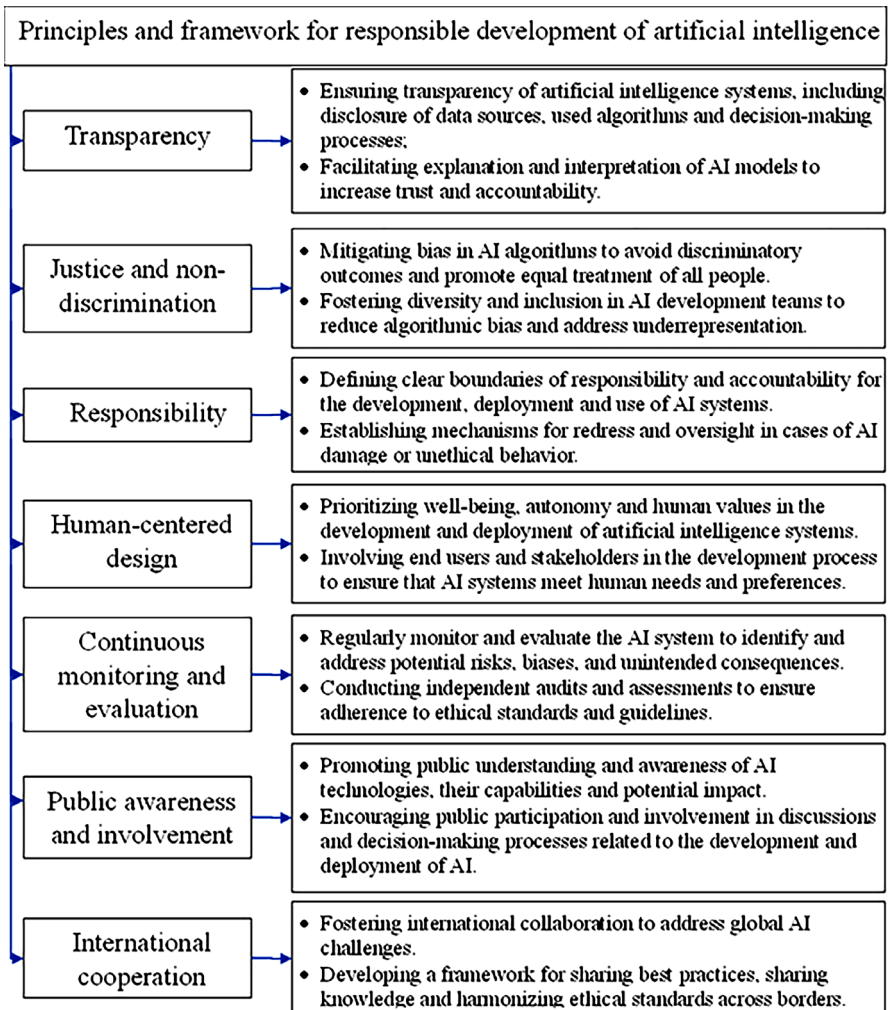 Principles and framework for responsible development of artificial intelligence
Transparency
• Ensuring transparency of artificial intelligence systems, including
disclosure of data sources, used algorithms and decision-making
processes;
• Facilitating explanation and interpretation of AI models to
increase trust and accountability.
Justice and non-
discrimination
• Mitigating bias in AI algorithms to avoid discriminatory
outcomes and promote equal treatment of all people.
• Fostering diversity and inclusion in AI development teams to
reduce algorithmic bias and address underrepresentation.
Responsibility
• Defining clear boundaries of responsibility and accountability for
the development, deployment and use of AI systems.
• Establishing mechanisms for redress and oversight in cases of AI
damage or unethical behavior.
Human-centered
design
• Prioritizing well-being, autonomy and human values in the
development and deployment of artificial intelligence systems.
• Involving end users and stakeholders in the development process
to ensure that AI systems meet human needs and preferences.
Continuous
monitoring and
evaluation
• Regularly monitor and evaluate the AI system to identify and
address potential risks, biases, and unintended consequences.
• Conducting independent audits and assessments to ensure
adherence to ethical standards and guidelines.
Public awareness
and involvement
• Promoting public understanding and awareness of AI
technologies, their capabilities and potential impact.
• Encouraging public participation and involvement in discussions
and decision-making processes related to the development and
deployment of AI.
International
cooperation
• Fostering international collaboration to address global AI
challenges.
• Developing a framework for sharing best practices, sharing
knowledge and harmonizing ethical standards across borders.